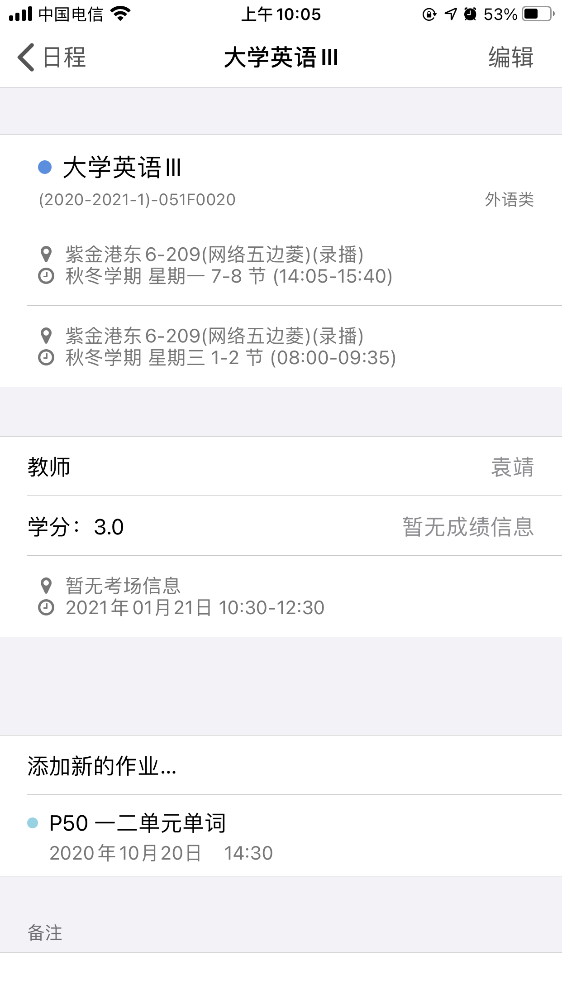 中国电信 上午10:05 53%
日程 大学英语Ⅲ 编辑
大学英语Ⅲ
(2020-2021-1)-051F0020 外语类
紫金港东6-209(网络五边菱)(录播)
秋冬学期 星期一 7-8 节 (14:05-15:40)
紫金港东6-209(网络五边菱)(录播)
秋冬学期 星期三 1-2 节 (08:00-09:35)
教师 袁靖
学分：3.0 暂无成绩信息
暂无考场信息
2021年01月21日 10:30-12:30
添加新的作业...
P50 一二单元单词
2020年10月20日 14:30
备注